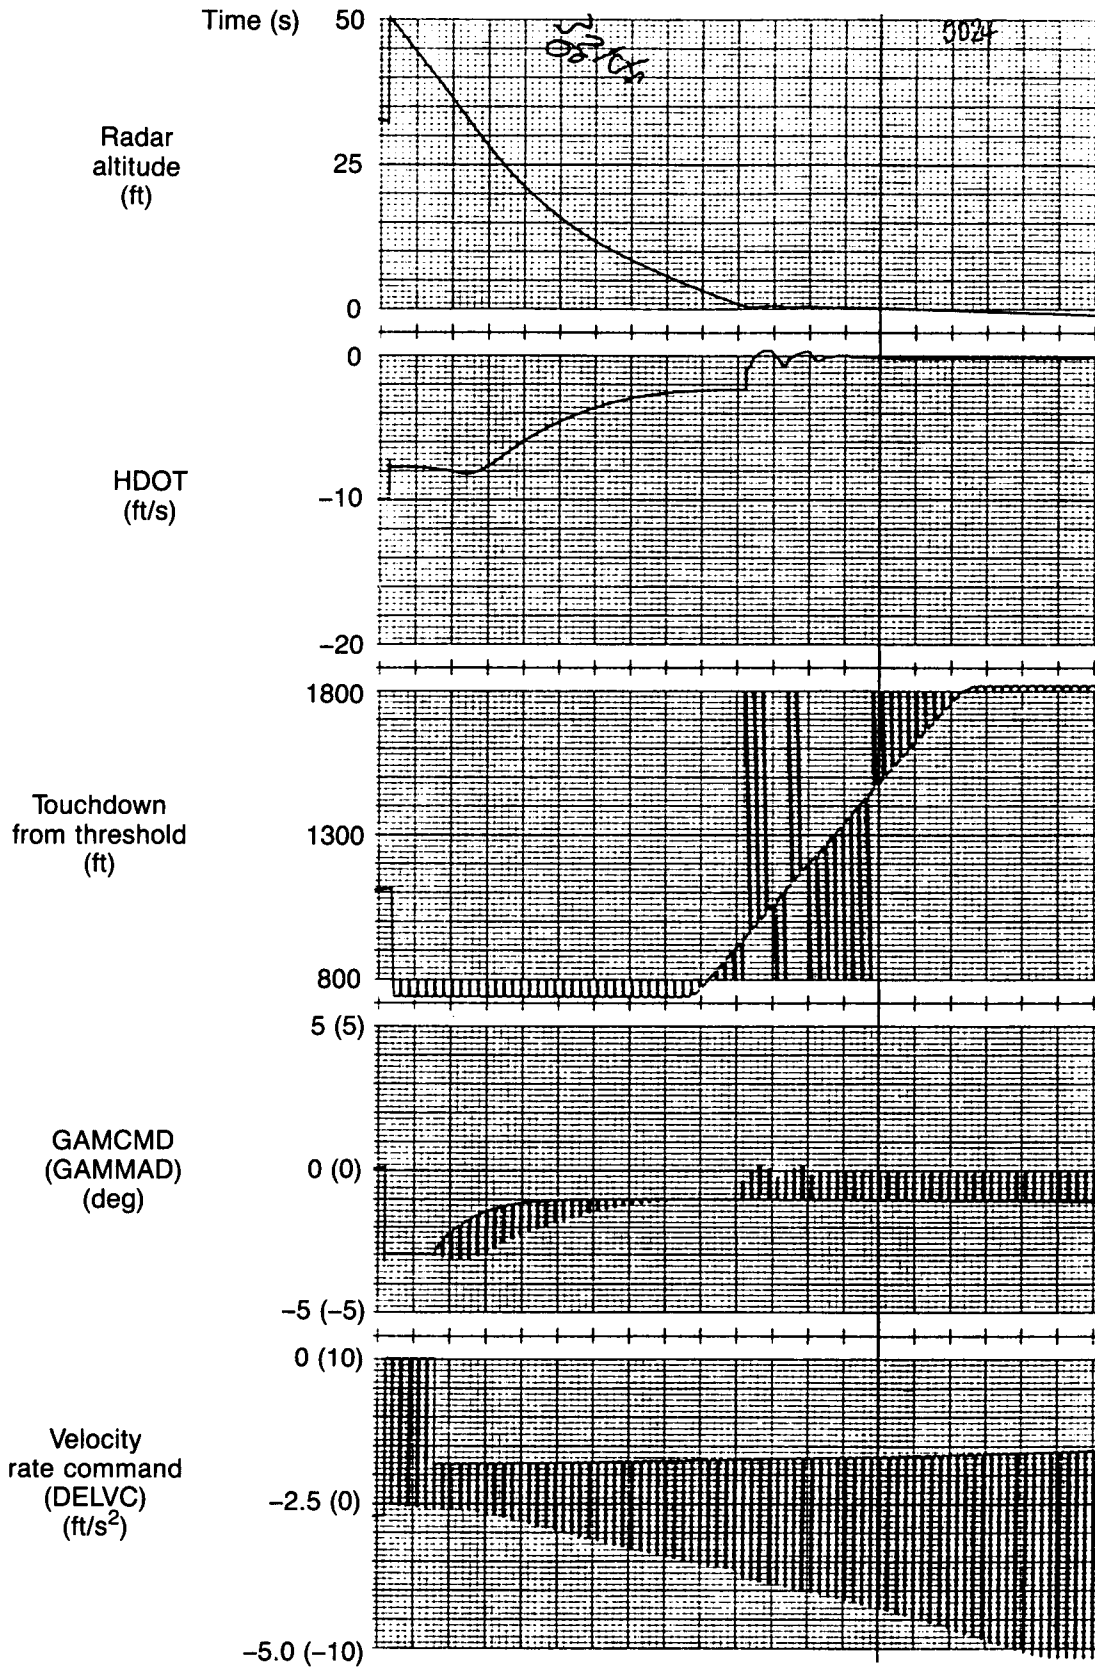 Time (s) 50
9024
Radar
altitude
(ft)
25
0
0
HDOT
(ft/s)
−10
−20
1800
Touchdown
from threshold
(ft)
1300
800
5 (5)
GAMCMD
(GAMMAD)
(deg)
0 (0)
−5 (−5)
0 (10)
Velocity
rate command
(DELVC)
(ft/s²)
−2.5 (0)
−5.0 (−10)